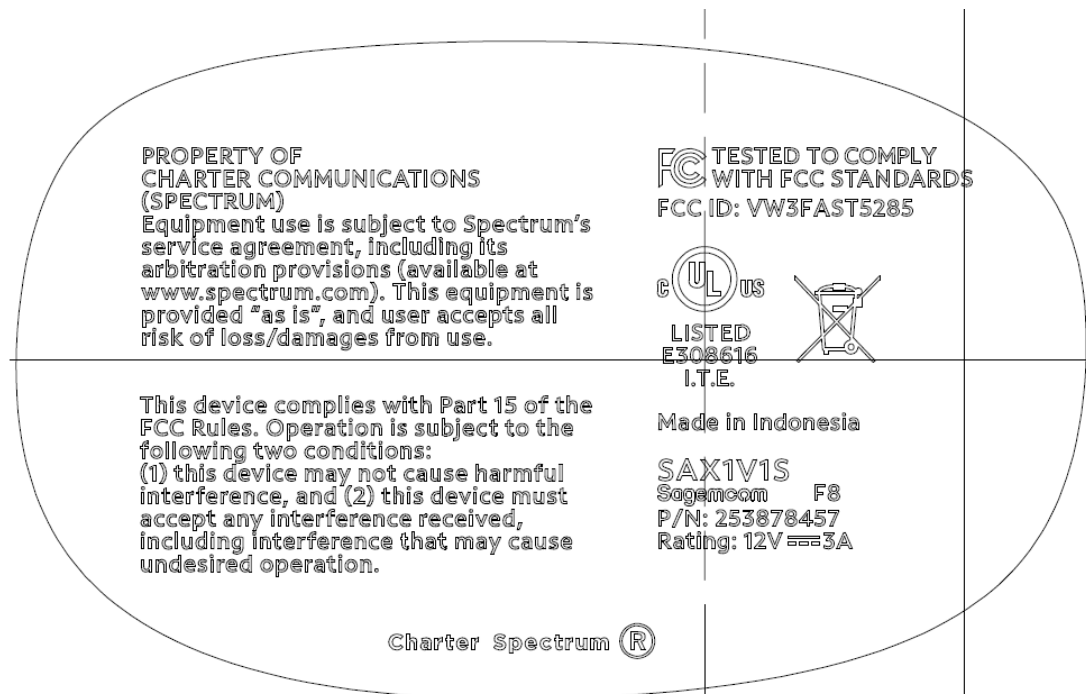 PROPERTY OF
CHARTER COMMUNICATIONS
(SPECTRUM)
Equipment use is subject to Spectrum's
service agreement, including its
arbitration provisions (available at
www.spectrum.com). This equipment is
provided "as is", and user accepts all
risk of loss/damages from use.
This device complies with Part 15 of the
FCC Rules. Operation is subject to the
following two conditions:
(1) this device may not cause harmful
interference, and (2) this device must
accept any interference received,
including interference that may cause
undesired operation.
FC TESTED TO COMPLY
WITH FCC STANDARDS
FCC ID: VW3FAST5285
C UL US
LISTED
E308616
I.T.E.
Made in Indonesia
SAX1V1S
Sagemcom F8
P/N: 253878457
Rating: 12V ⎓ 3A
Charter Spectrum ®